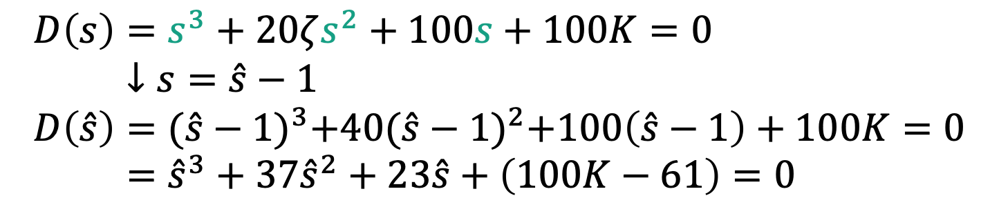 D(s) = s³ + 20ζs² + 100s + 100K = 0
↓ s = ŝ − 1
D(ŝ) = (ŝ − 1)³+40(ŝ − 1)²+100(ŝ − 1) + 100K = 0
= ŝ³ + 37ŝ² + 23ŝ + (100K − 61) = 0